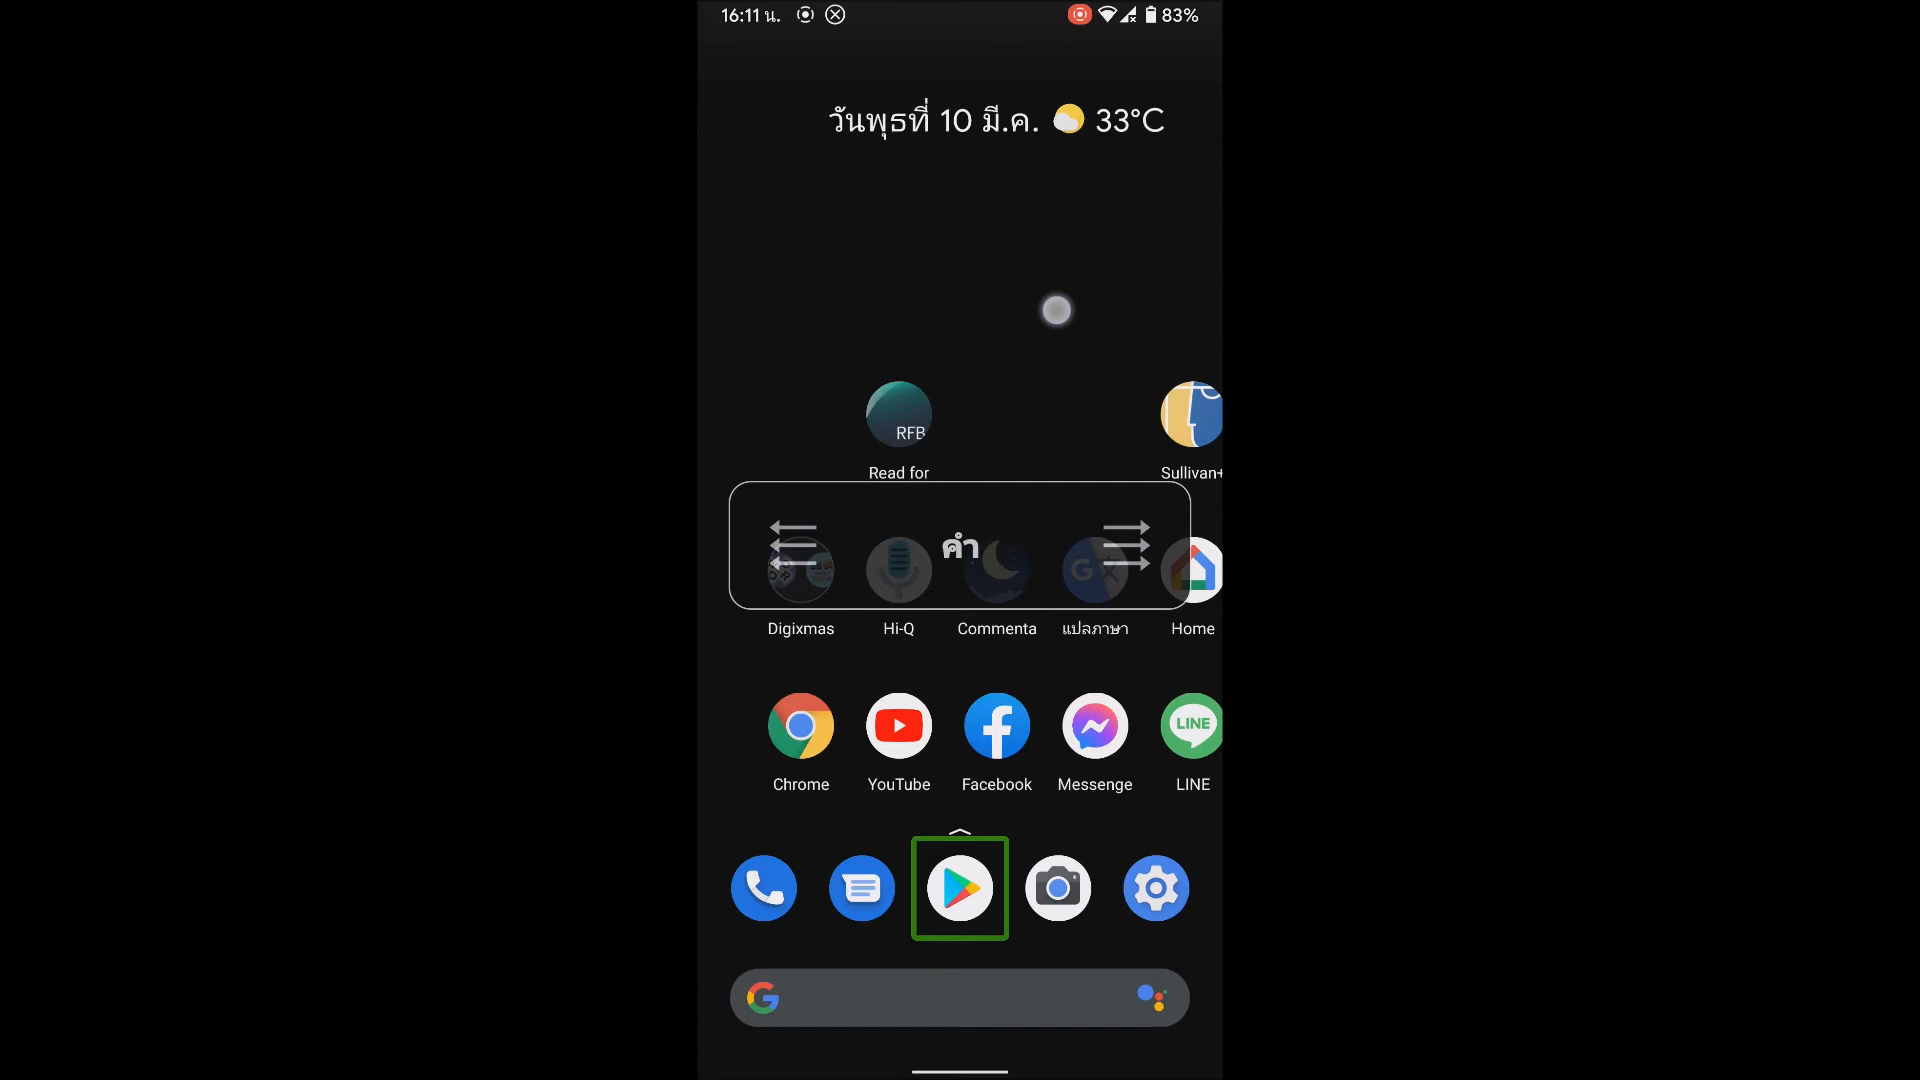 16:11 น.
83%
วันพุธที่ 10 มี.ค. 33°C
RFB
Read for
Sullivan+
คำ
Digixmas
Hi-Q
Commenta
แปลภาษา
Home
LINE
Chrome
YouTube
Facebook
Messenge
LINE